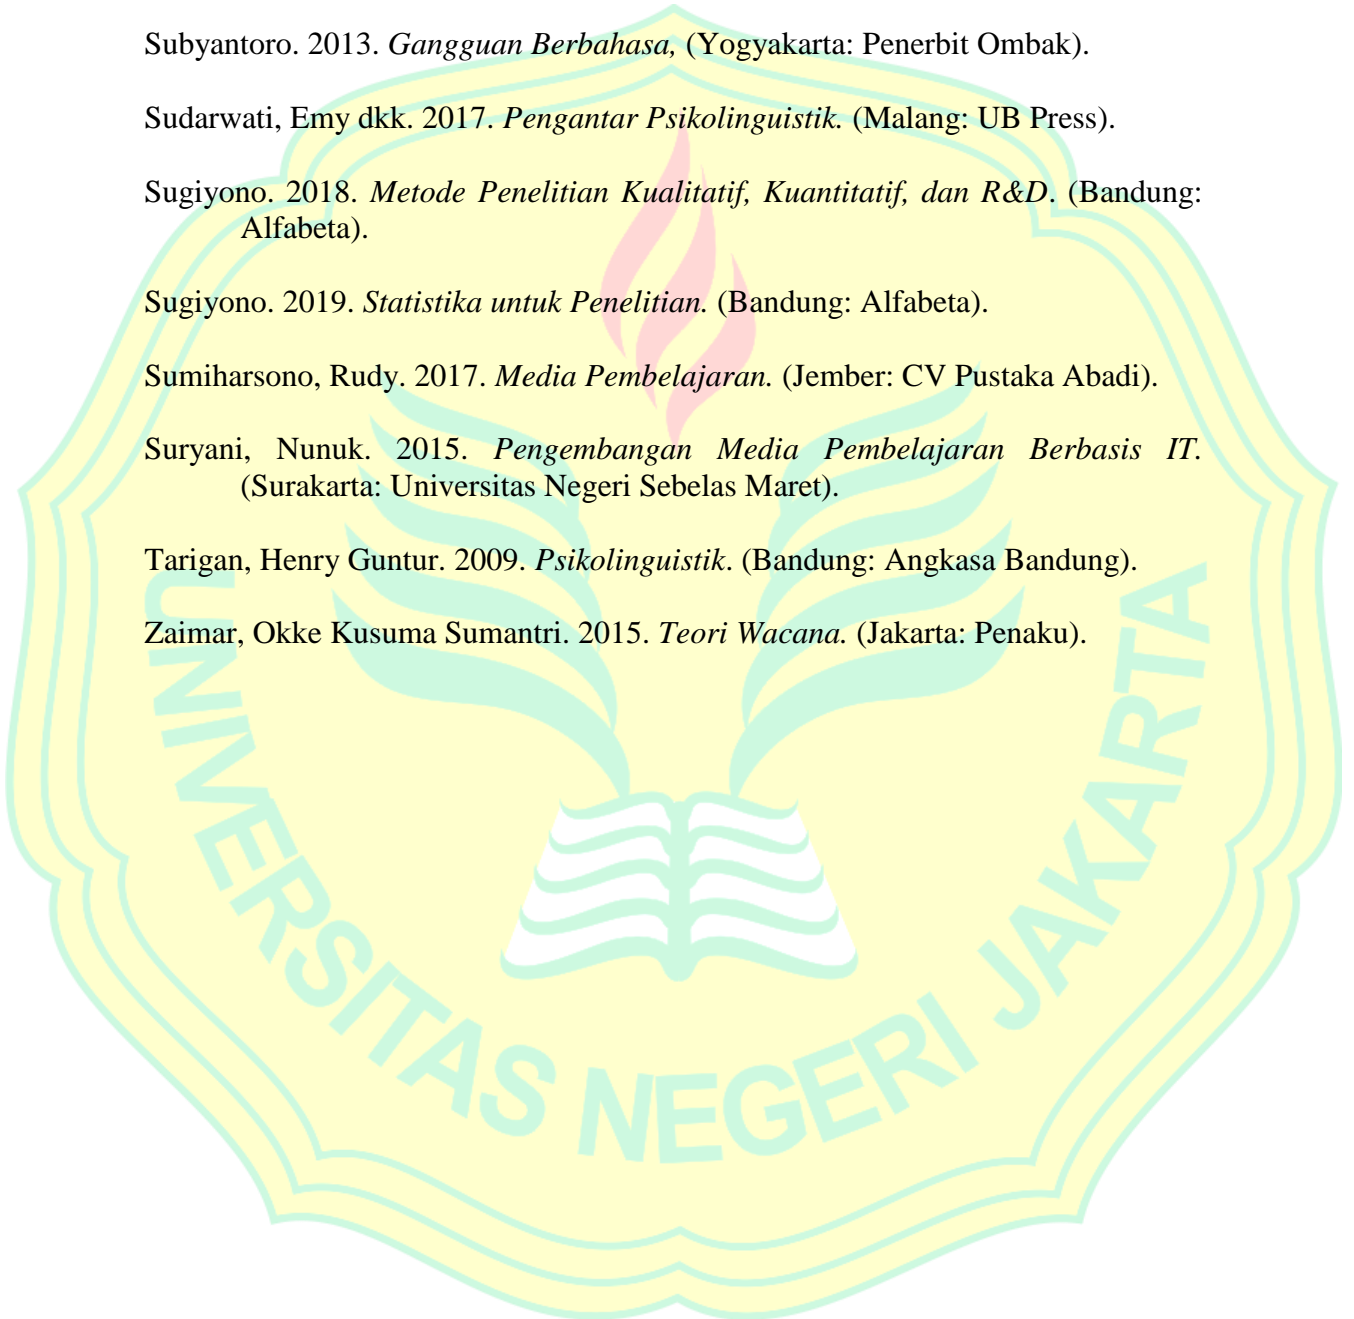 Subyantoro. 2013. Gangguan Berbahasa, (Yogyakarta: Penerbit Ombak).
Sudarwati, Emy dkk. 2017. Pengantar Psikolinguistik. (Malang: UB Press).
Sugiyono. 2018. Metode Penelitian Kualitatif, Kuantitatif, dan R&D. (Bandung:
Alfabeta).
Sugiyono. 2019. Statistika untuk Penelitian. (Bandung: Alfabeta).
Sumiharsono, Rudy. 2017. Media Pembelajaran. (Jember: CV Pustaka Abadi).
Suryani, Nunuk. 2015. Pengembangan Media Pembelajaran Berbasis IT.
(Surakarta: Universitas Negeri Sebelas Maret).
Tarigan, Henry Guntur. 2009. Psikolinguistik. (Bandung: Angkasa Bandung).
Zaimar, Okke Kusuma Sumantri. 2015. Teori Wacana. (Jakarta: Penaku).
UNIVERSITAS NEGERI JAKARTA